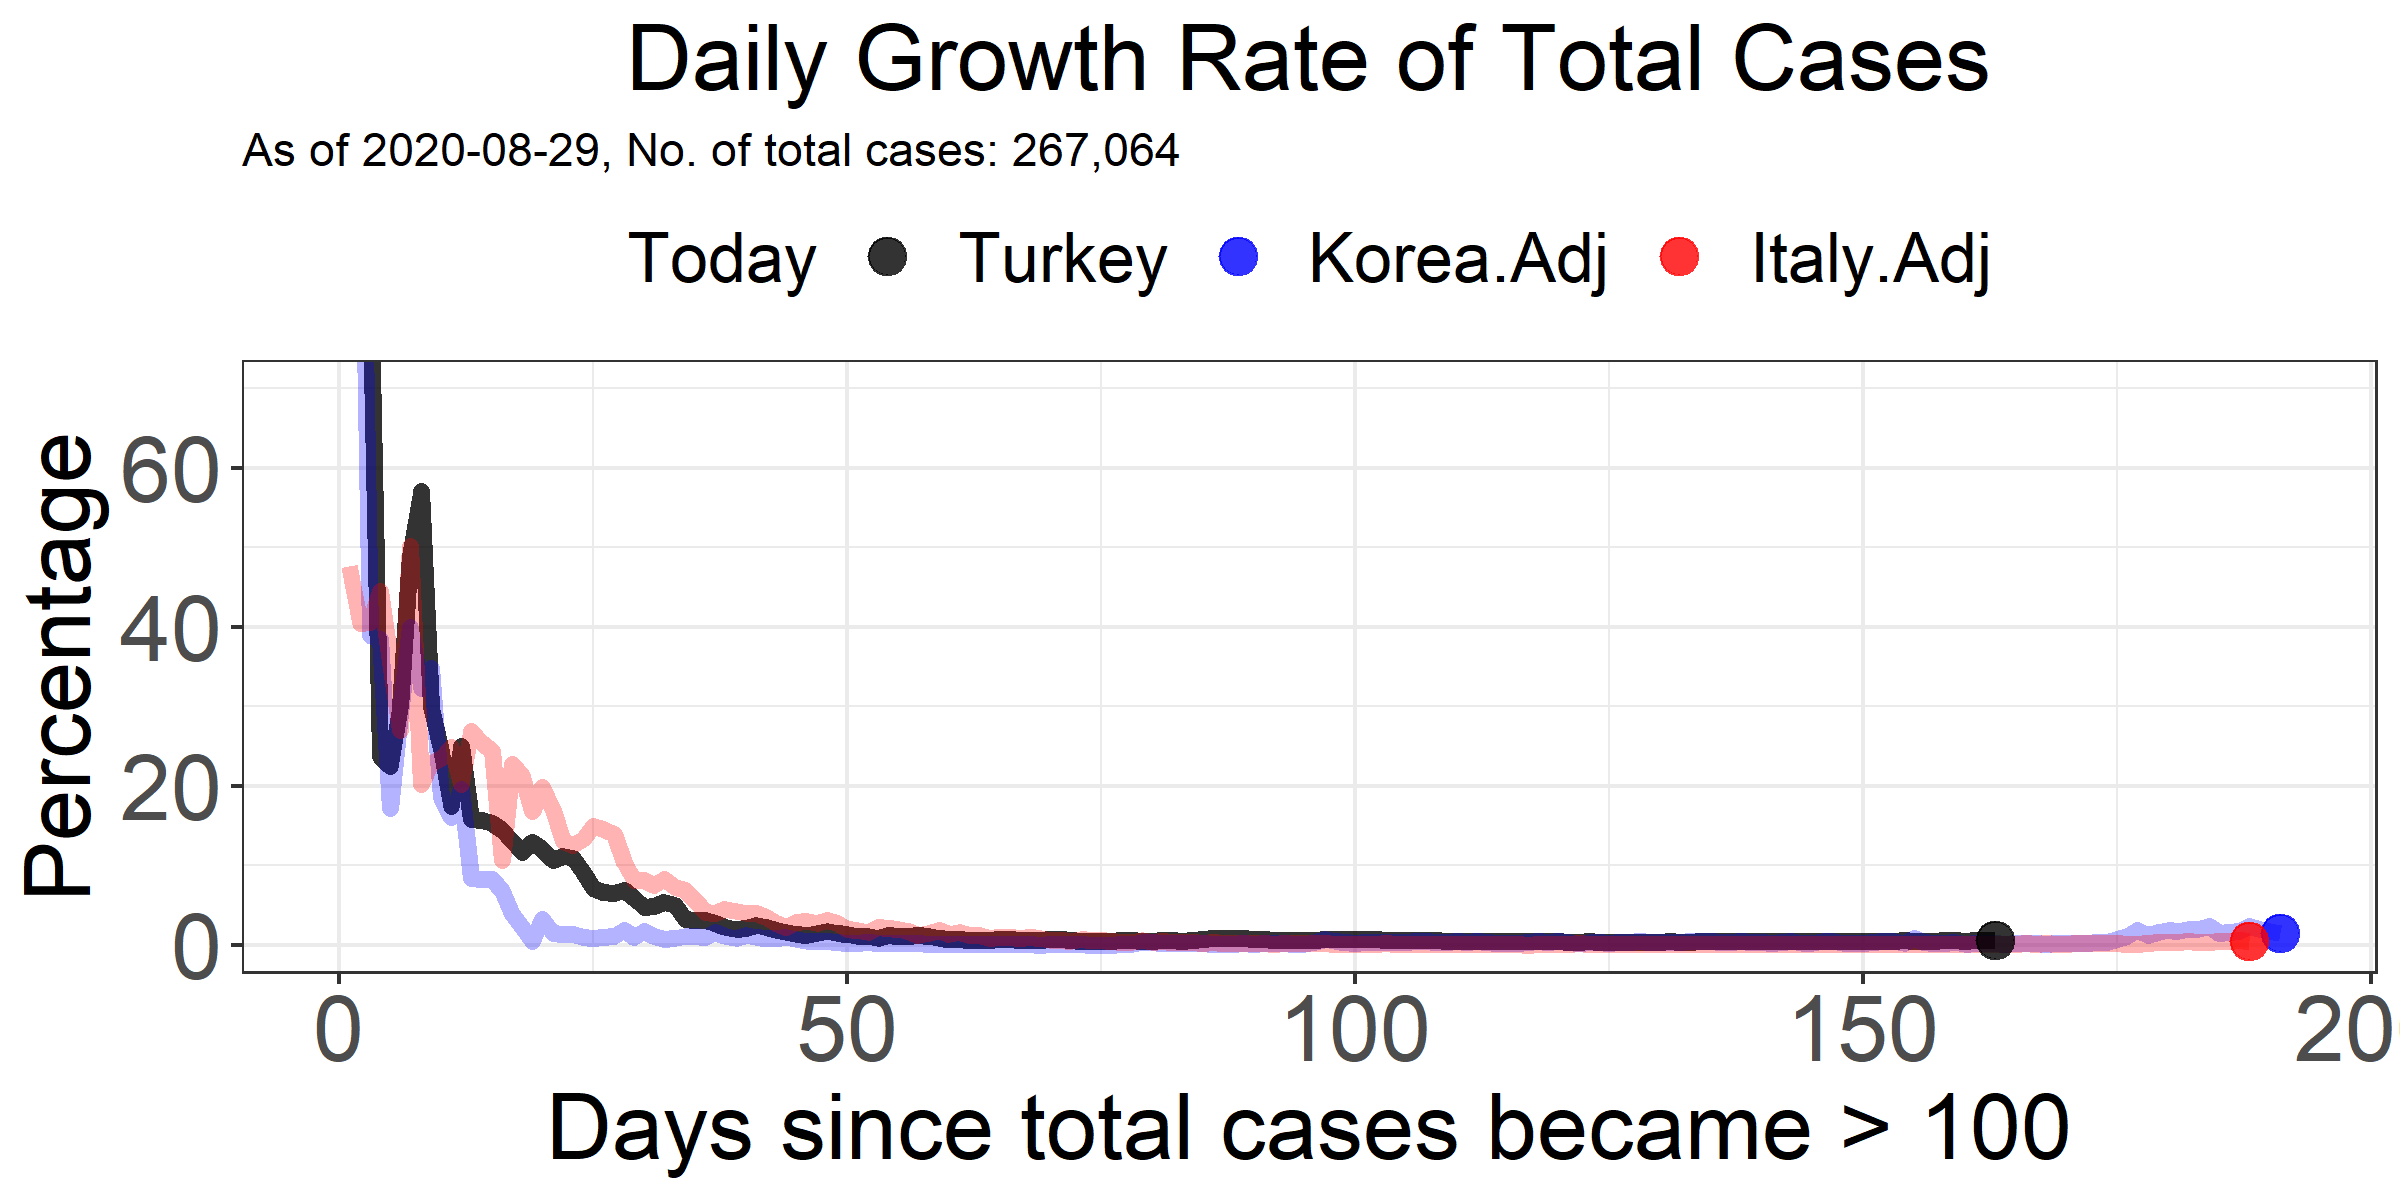 Daily Growth Rate of Total Cases
As of 2020-08-29, No. of total cases: 267,064
Today Turkey Korea.Adj Italy.Adj
Percentage
60
40
20
0
0 50 100 150 20
Days since total cases became > 100